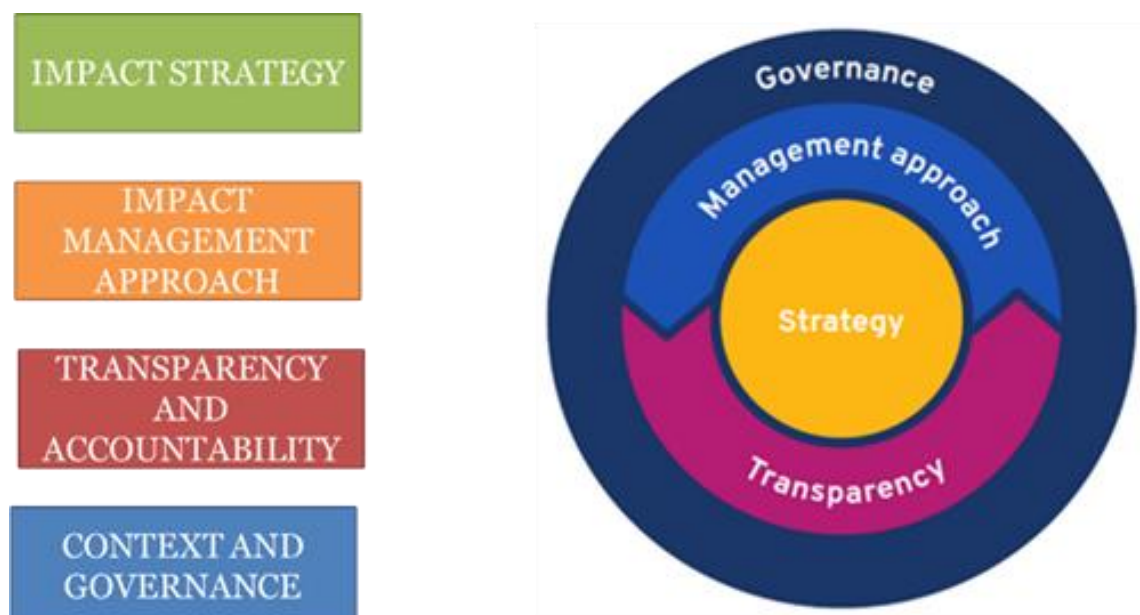 IMPACT STRATEGY
IMPACT
MANAGEMENT
APPROACH
TRANSPARENCY
AND
ACCOUNTABILITY
CONTEXT AND
GOVERNANCE
Governance
Management approach
Strategy
Transparency